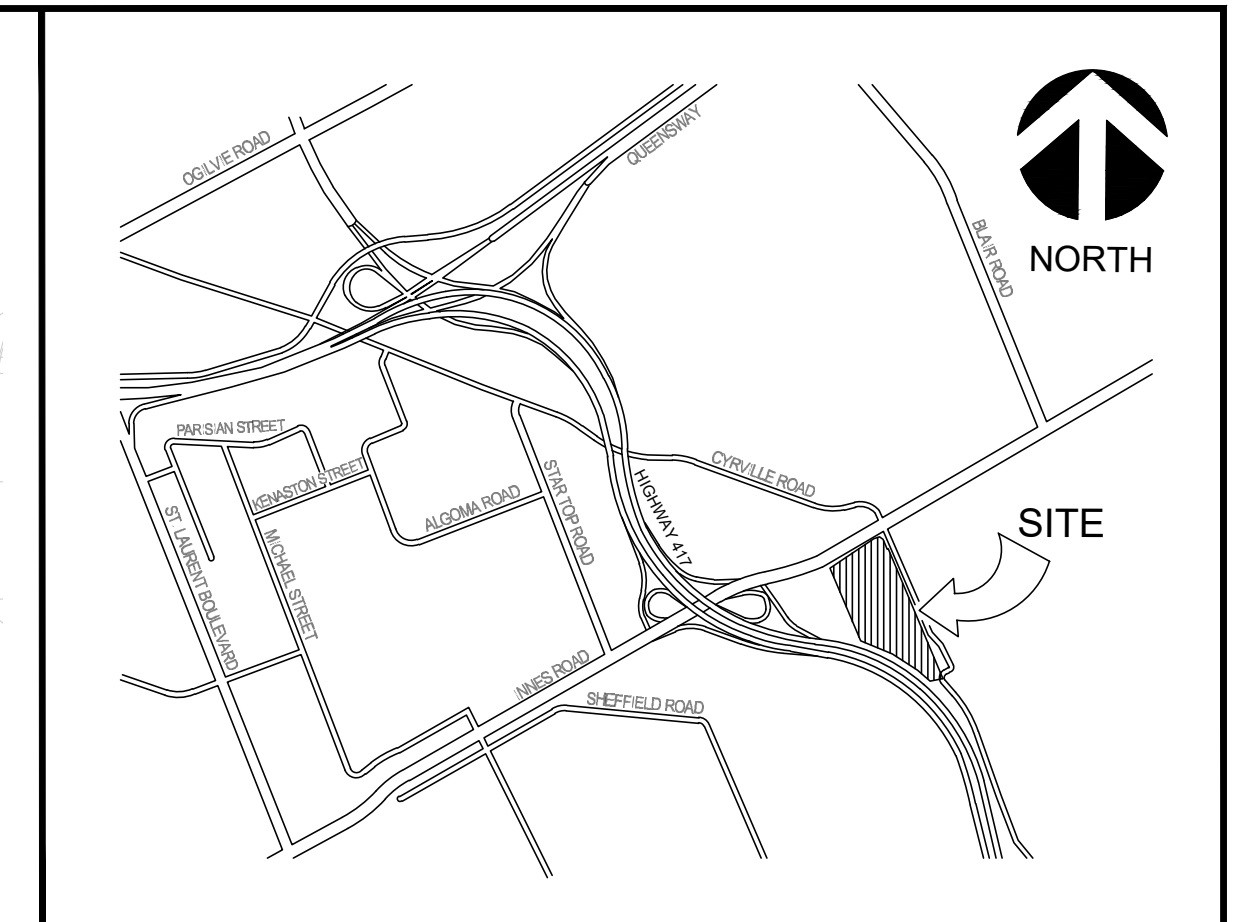 OGILVIE ROAD
QUEENSWAY
BLAIR ROAD
NORTH
PARISIAN STREET
KENASTON STREET
ALGOMA ROAD
STAR TOP ROAD
HIGHWAY 417
CYRVILLE ROAD
SITE
ST. LAURENT BOULEVARD
MICHAEL STREET
INNES ROAD
SHEFFIELD ROAD